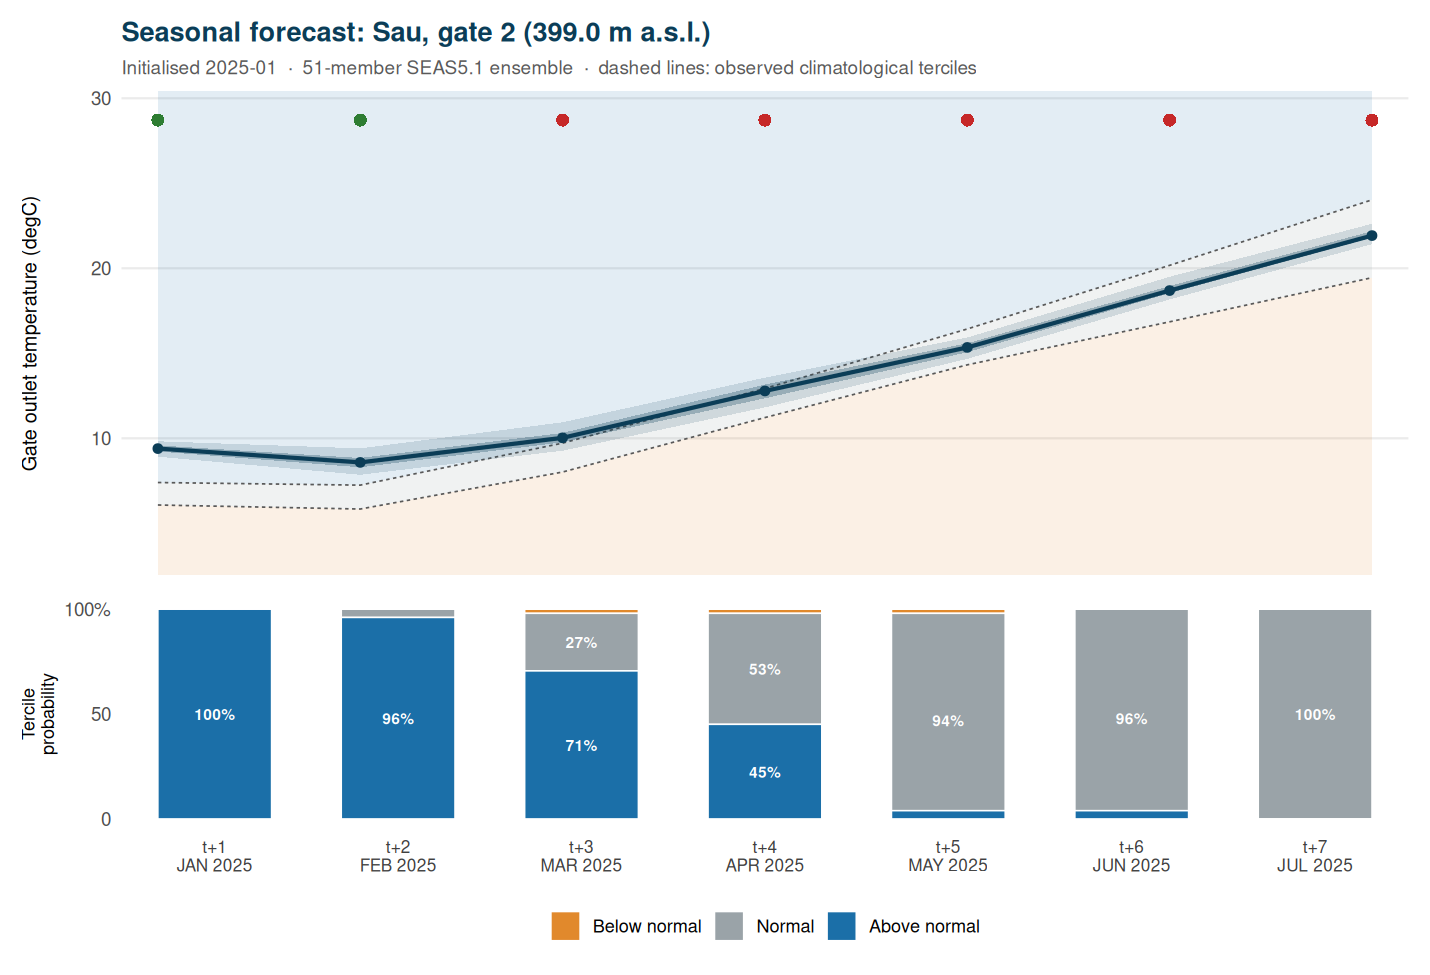 Seasonal forecast: Sau, gate 2 (399.0 m a.s.l.)
Initialised 2025-01 · 51-member SEAS5.1 ensemble · dashed lines: observed climatological terciles
30
20
10
Gate outlet temperature (degC)
100%
50
0
Tercile
probability
100%
96%
27%
71%
53%
45%
94%
96%
100%
t+1 t+2 t+3 t+4 t+5 t+6 t+7
JAN 2025 FEB 2025 MAR 2025 APR 2025 MAY 2025 JUN 2025 JUL 2025
Below normal Normal Above normal